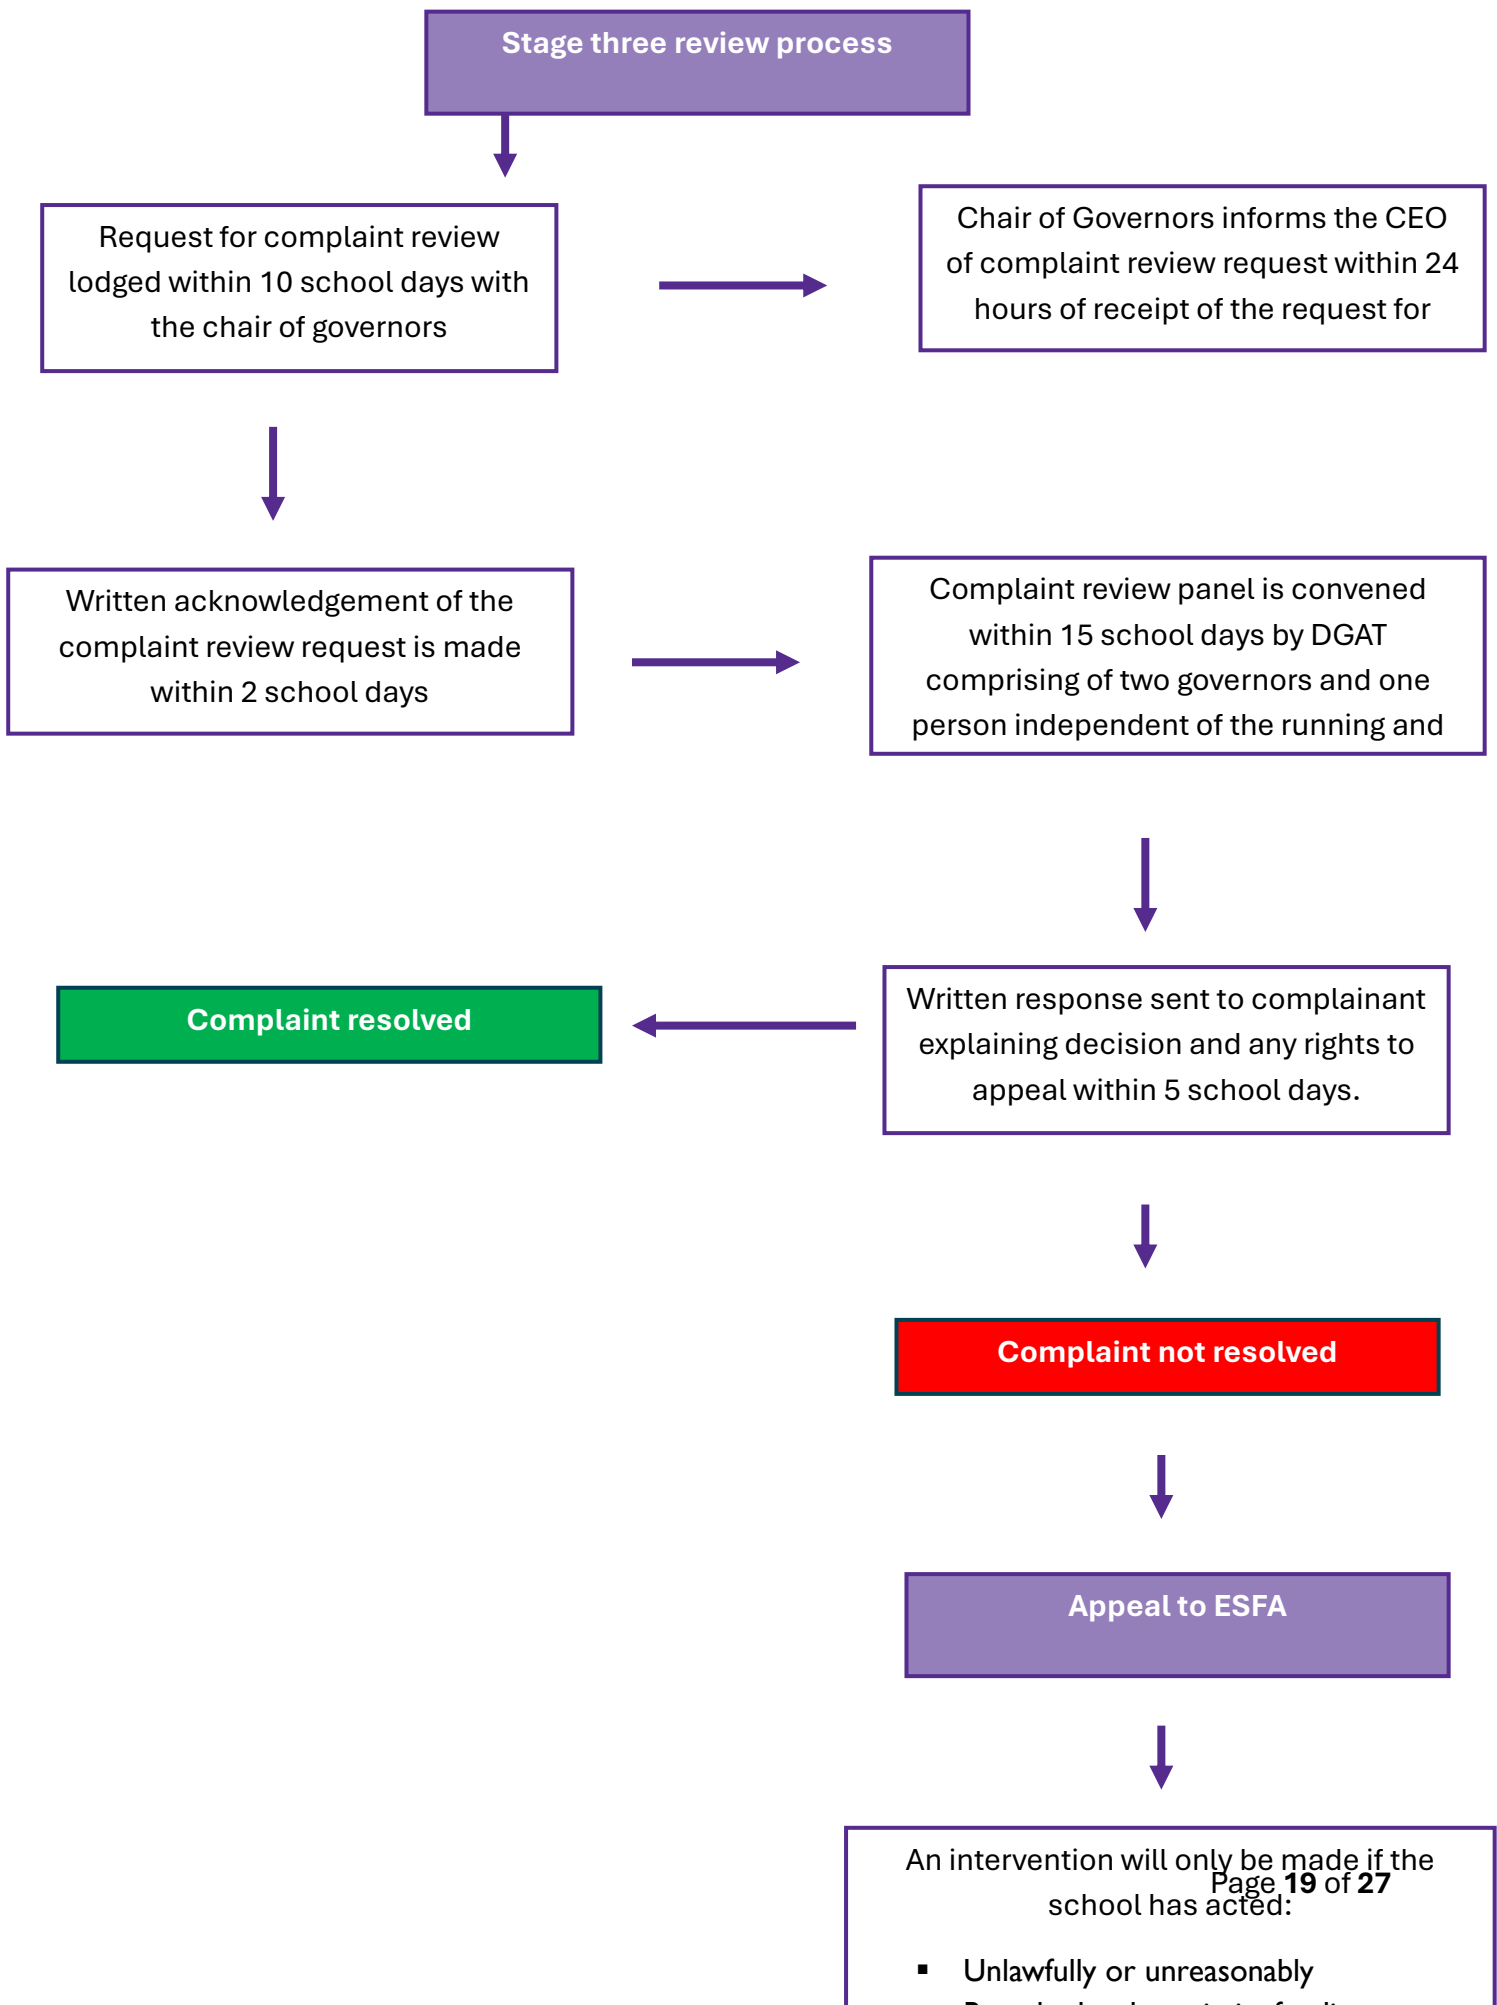 Stage three review process
Request for complaint review
lodged within 10 school days with
the chair of governors
Chair of Governors informs the CEO
of complaint review request within 24
hours of receipt of the request for
Written acknowledgement of the
complaint review request is made
within 2 school days
Complaint review panel is convened
within 15 school days by DGAT
comprising of two governors and one
person independent of the running and
Complaint resolved
Written response sent to complainant
explaining decision and any rights to
appeal within 5 school days.
Complaint not resolved
Appeal to ESFA
An intervention will only be made if the
Page 19 of 27
school has acted:
▪ Unlawfully or unreasonably